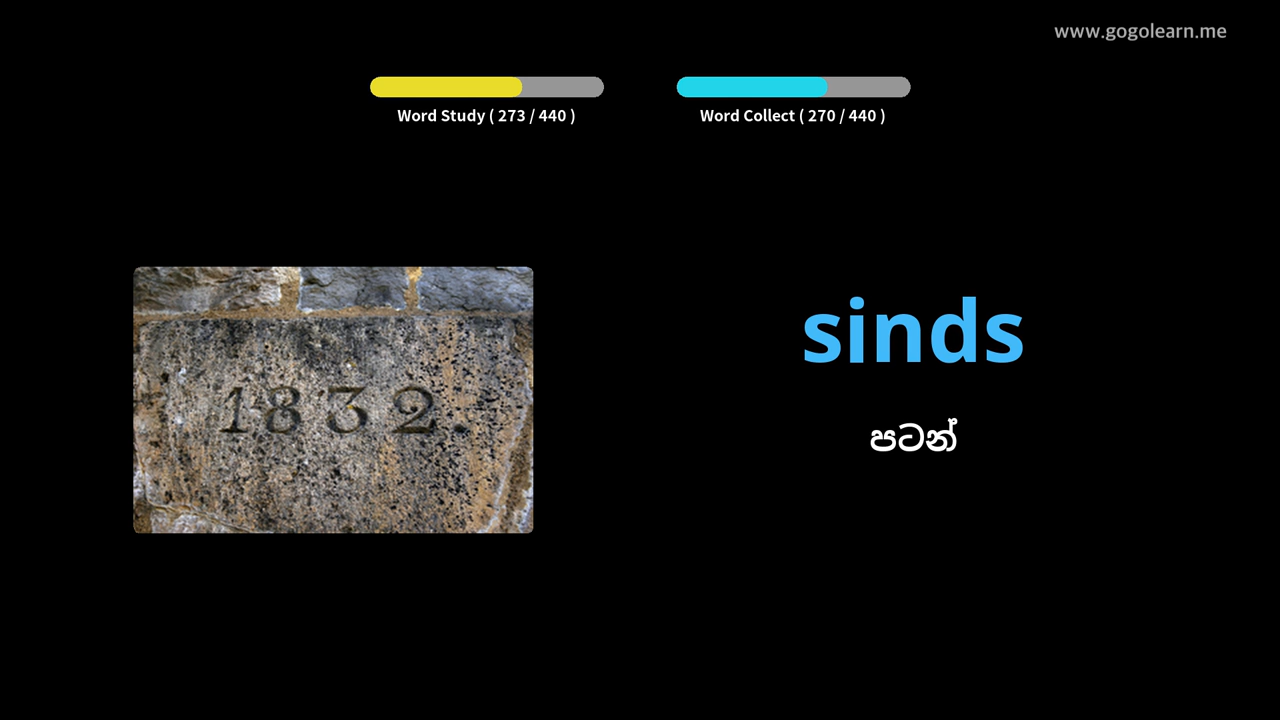 www.gogolearn.me
Word Study ( 273 / 440 )
Word Collect ( 270 / 440 )
1832.
sinds
පටන්